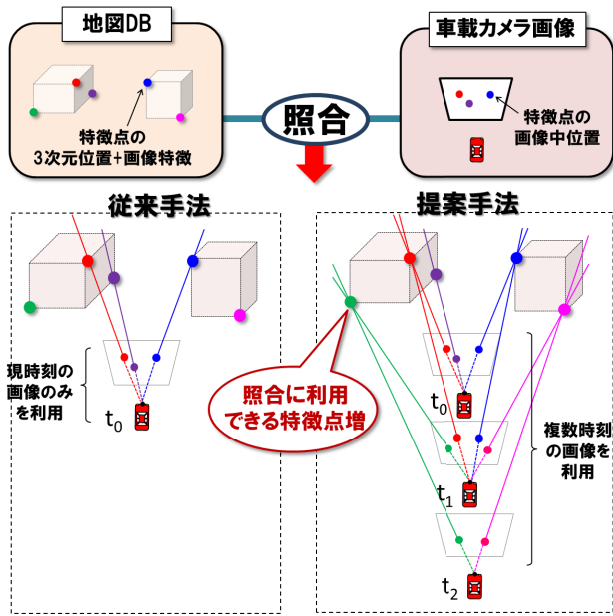 地図DB
車載カメラ画像
特徴点の
3次元位置+画像特徴
照合
特徴点の
画像中位置
従来手法
提案手法
現時刻の
画像のみ
を利用
t0
照合に利用
できる特徴点増
t0
t1
t2
複数時刻
の画像を
利用